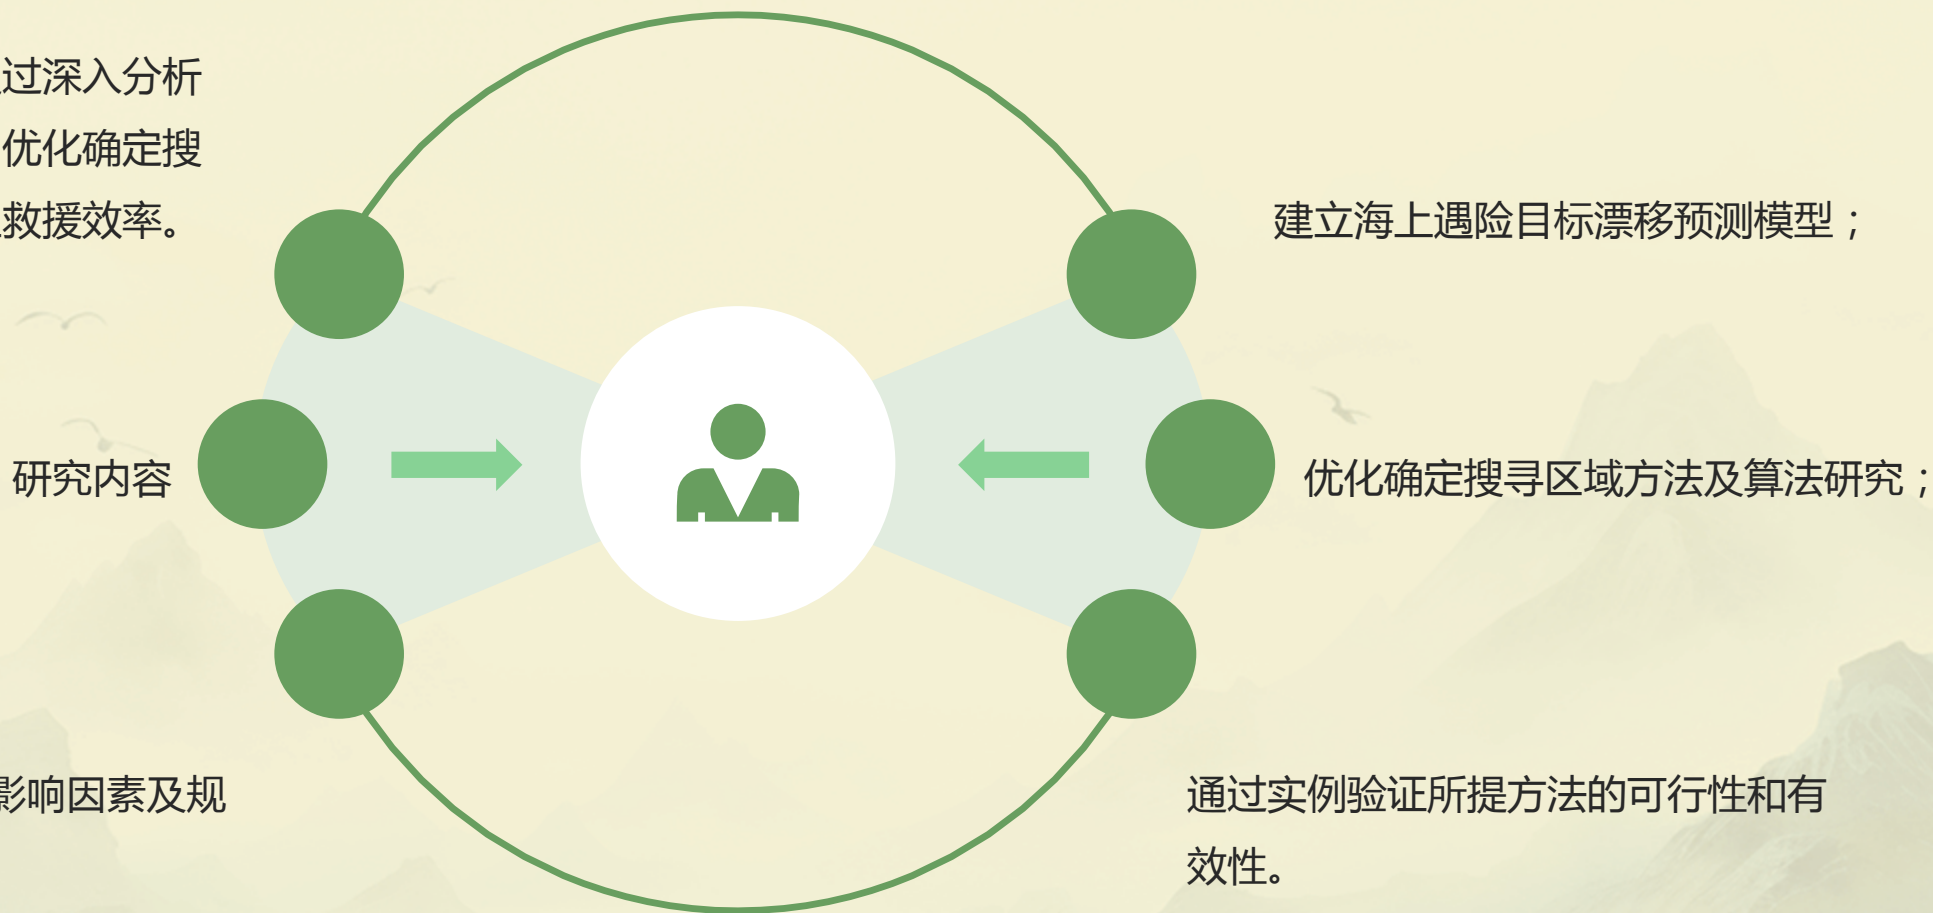 过深入分析
优化确定搜
救援效率。
建立海上遇险目标漂移预测模型；
研究内容
优化确定搜寻区域方法及算法研究；
影响因素及规
通过实例验证所提方法的可行性和有
效性。